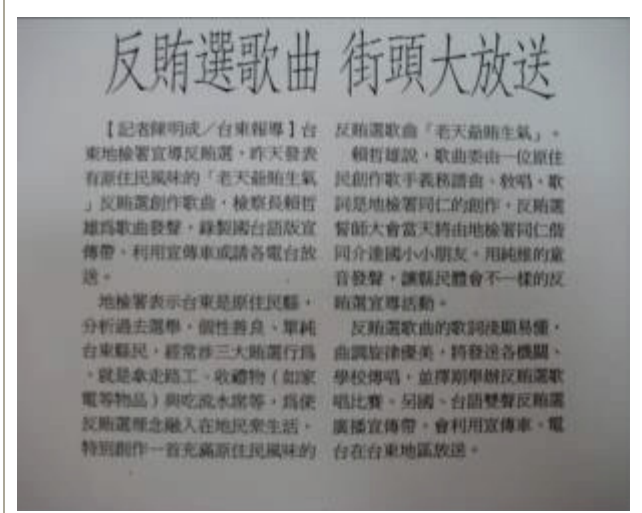 反賄選歌曲 街頭大放送
【記者陳明成／台東報導】台
東地檢署宣導反賄選，昨天發表
有原住民風味的「老天爺賄生氣
」反賄選創作歌曲，檢察長賴哲
雄為歌曲發聲，錄製國台語版宣
傳帶，利用宣傳車或請各電台放
送。
地檢署表示台東是原住民縣，
分析過去選舉，個性善良、單純
台東縣民，經常涉三大賄選行為
，就是拿走路工、收禮物（如家
電等物品）與吃流水席等，為使
反賄選理念融入在地民眾生活，
特別創作一首充滿原住民風味的
反賄選歌曲「老天爺賄生氣」。
賴哲雄說，歌曲委由一位原住
民創作歌手義務譜曲、教唱，歌
詞是地檢署同仁的創作，反賄選
誓師大會當天將由地檢署同仁偕
同介達國小小朋友，用純稚的童
音發聲，讓縣民體會不一樣的反
賄選宣導活動。
反賄選歌曲的歌詞淺顯易懂，
曲調旋律優美，將發送各機關、
學校傳唱，並擇期舉辦反賄選歌
唱比賽。另國、台語雙聲反賄選
廣播宣傳帶，會利用宣傳車、電
台在台東地區放送。